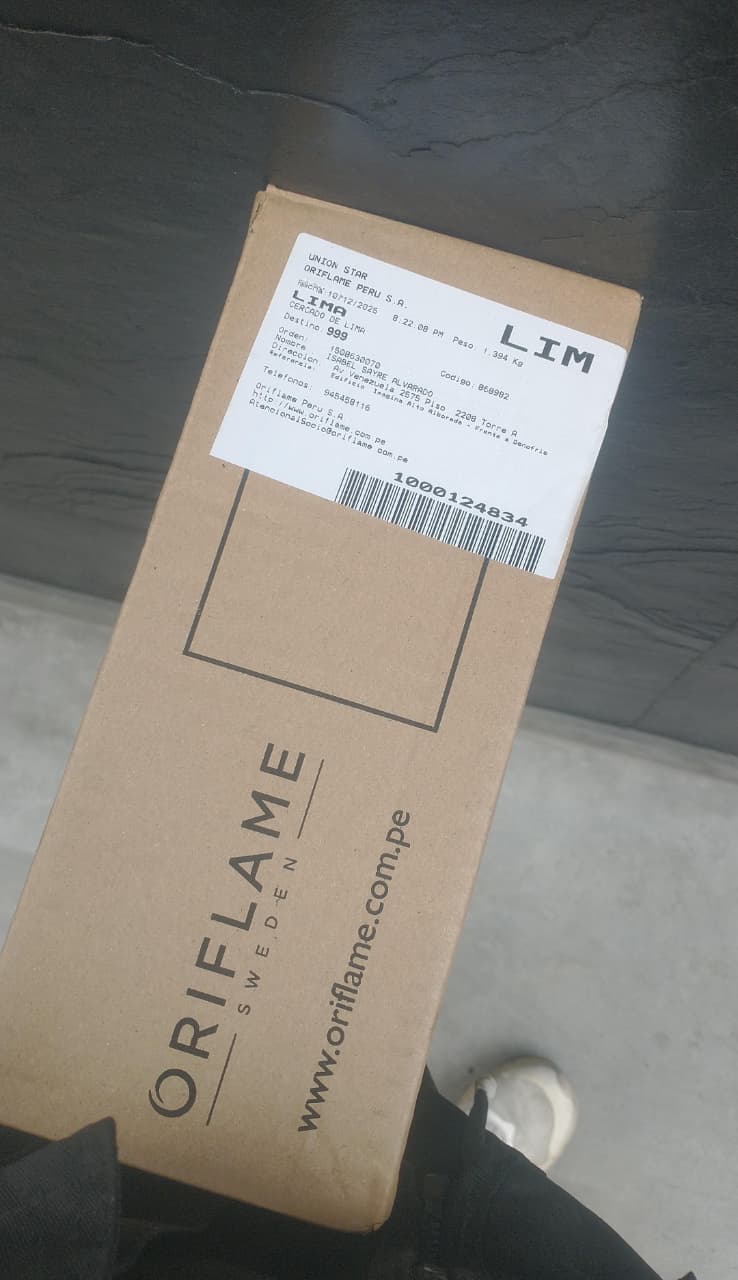 UNION STAR
ORIFLAME PERU S.A.
10/12/2025 8:22:08 PM Peso 1.394 Kg
LIM
LIMA
CERCADO DE LIMA
Destino: 999
Codigo: 868982
Orden: 1508630070
Nombre ISABEL SAYRE ALVARADO
Direccion: Av.Venezuela 2575 Piso 2208 Torre A
Referencia: Edificio Imagina Alto Alborada - Frente a
Telefonos: 945458116
Oriflame Peru S.A
http://www.oriflame.com.pe
AtencionalSocio@oriflame.com.pe
1000124834
ORIFLAME
SWEDEN
www.oriflame.com.pe